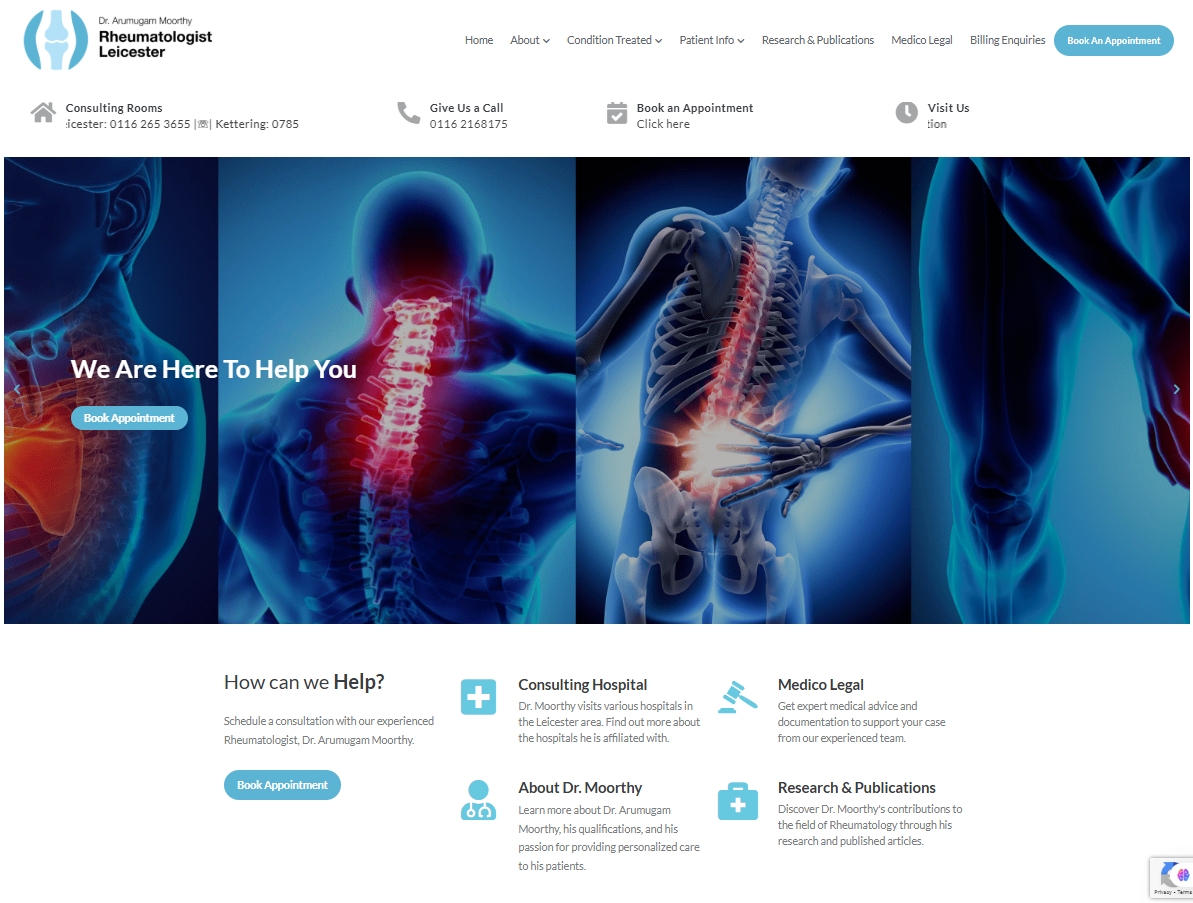 Dr. Arumugam Moorthy
Rheumatologist
Leicester
Home About Condition Treated Patient Info Research & Publications Medico Legal Billing Enquiries Book An Appointment
Consulting Rooms
icester: 0116 265 3655 |☏| Kettering: 0785
Give Us a Call
0116 2168175
Book an Appointment
Click here
Visit Us
tion
We Are Here To Help You
Book Appointment
How can we Help?
Schedule a consultation with our experienced
Rheumatologist, Dr. Arumugam Moorthy.
Book Appointment
Consulting Hospital
Dr. Moorthy visits various hospitals in
the Leicester area. Find out more about
the hospitals he is affiliated with.
Medico Legal
Get expert medical advice and
documentation to support your case
from our experienced team.
About Dr. Moorthy
Learn more about Dr. Arumugam
Moorthy, his qualifications, and his
passion for providing personalized care
to his patients.
Research & Publications
Discover Dr. Moorthy's contributions to
the field of Rheumatology through his
research and published articles.
Privacy - Terms